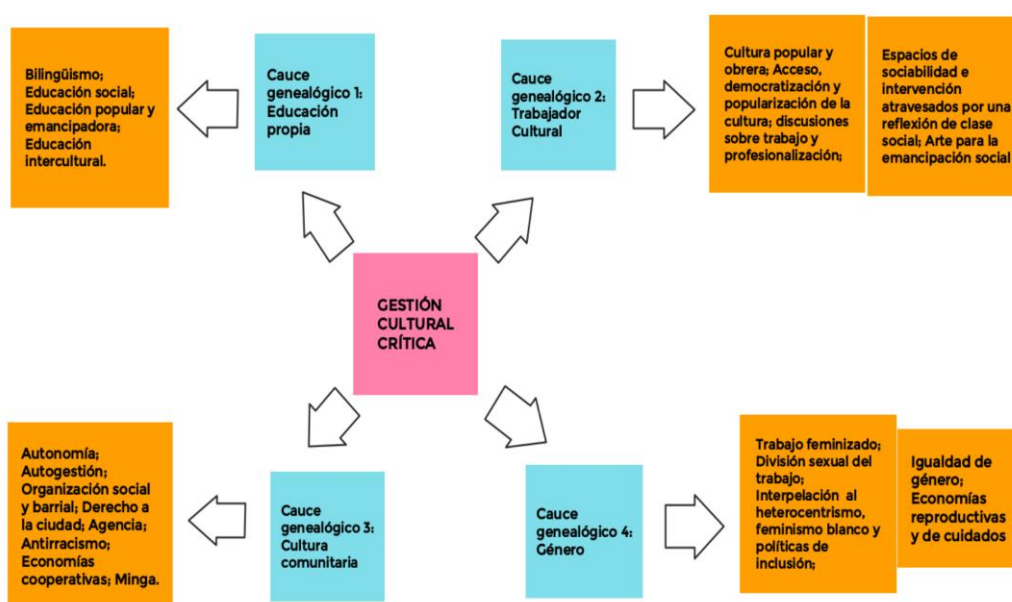 Bilingüismo;
Educación social;
Educación popular y
emancipadora;
Educación
intercultural.
Cauce
genealógico 1:
Educación
propia
Cauce
genealógico 2:
Trabajador
Cultural
Cultura popular y
obrera; Acceso,
democratización y
popularización de la
cultura; discusiones
sobre trabajo y
profesionalización;
Espacios de
sociabilidad e
intervención
atravesados por una
reflexión de clase
social; Arte para la
emancipación social
GESTIÓN
CULTURAL
CRÍTICA
Autonomía;
Autogestión;
Organización social
y barrial; Derecho a
la ciudad; Agencia;
Antirracismo;
Economías
cooperativas; Minga.
Cauce
genealógico 3:
Cultura
comunitaria
Cauce
genealógico 4:
Género
Trabajo feminizado;
División sexual del
trabajo;
Interpelación al
heterocentrismo,
feminismo blanco y
políticas de
inclusión;
Igualdad de
género;
Economías
reproductivas
y de cuidados